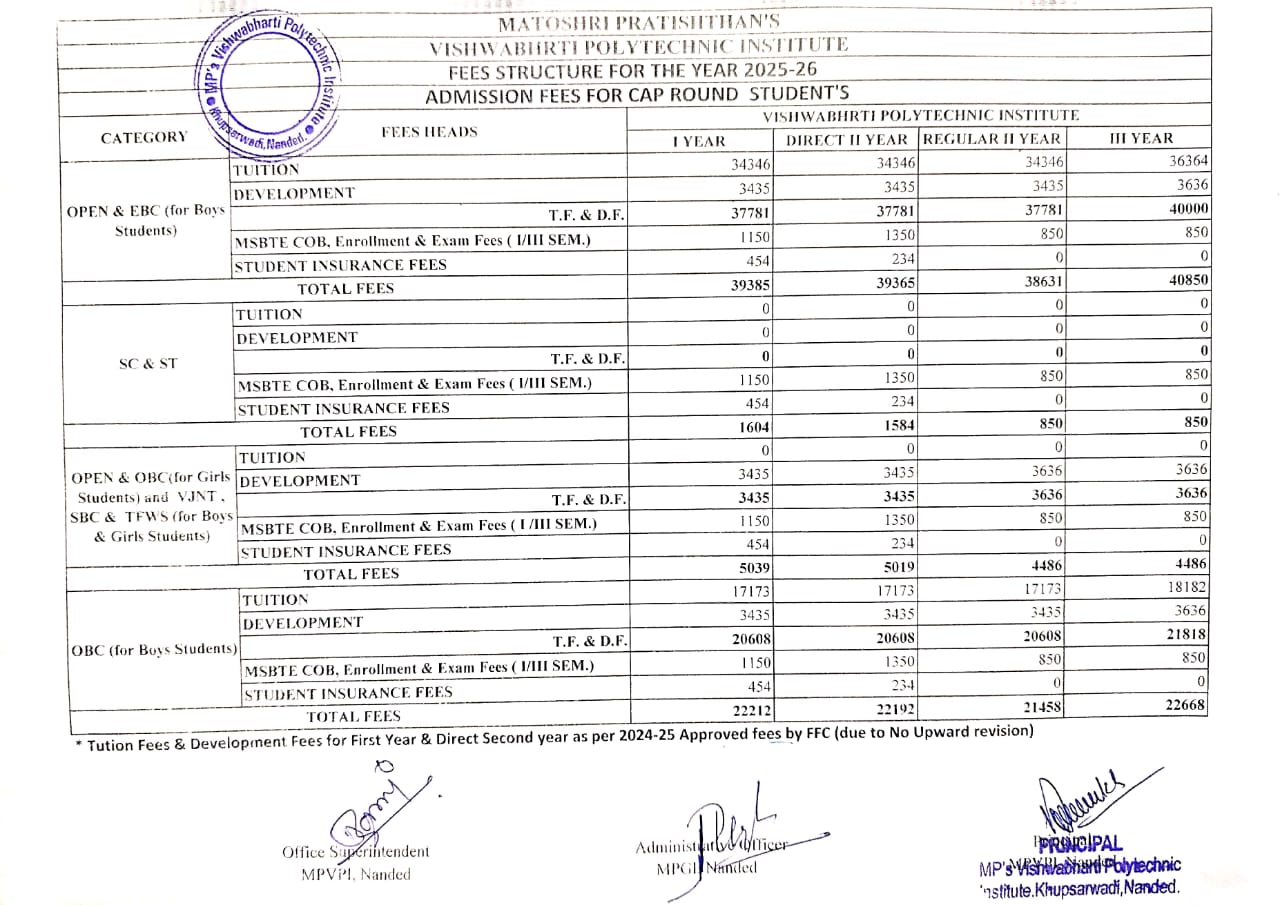 MATOSHRI PRATISHTHAN'S
VISHWABHRTI POLYTECHNIC INSTITUTE
FEES STRUCTURE FOR THE YEAR 2025-26
ADMISSION FEES FOR CAP ROUND STUDENT'S
MP's Vishwabharti Polytechnic Institute
Khupsarwadi,Nanded.
CATEGORY FEES HEADS VISHWABHRTI POLYTECHNIC INSTITUTE
I YEAR DIRECT II YEAR REGULAR II YEAR III YEAR
OPEN & EBC (for Boys Students)
TUITION 34346 34346 34346 36364
DEVELOPMENT 3435 3435 3435 3636
T.F. & D.F. 37781 37781 37781 40000
MSBTE COB, Enrollment & Exam Fees ( I/III SEM.) 1150 1350 850 850
STUDENT INSURANCE FEES 454 234 0 0
TOTAL FEES 39385 39365 38631 40850
SC & ST
TUITION 0 0 0 0
DEVELOPMENT 0 0 0 0
T.F. & D.F. 0 0 0 0
MSBTE COB, Enrollment & Exam Fees ( I/III SEM.) 1150 1350 850 850
STUDENT INSURANCE FEES 454 234 0 0
TOTAL FEES 1604 1584 850 850
OPEN & OBC(for Girls Students) and VJNT , SBC & TFWS (for Boys & Girls Students)
TUITION 0 0 0 0
DEVELOPMENT 3435 3435 3636 3636
T.F. & D.F. 3435 3435 3636 3636
MSBTE COB, Enrollment & Exam Fees ( I /III SEM.) 1150 1350 850 850
STUDENT INSURANCE FEES 454 234 0 0
TOTAL FEES 5039 5019 4486 4486
OBC (for Boys Students)
TUITION 17173 17173 17173 18182
DEVELOPMENT 3435 3435 3435 3636
T.F. & D.F. 20608 20608 20608 21818
MSBTE COB, Enrollment & Exam Fees ( I/III SEM.) 1150 1350 850 850
STUDENT INSURANCE FEES 454 234 0 0
TOTAL FEES 22212 22192 21458 22668
* Tution Fees & Development Fees for First Year & Direct Second year as per 2024-25 Approved fees by FFC (due to No Upward revision)
Office Superintendent
MPVPI, Nanded
Administrative Officer
MPGI, Nanded
Principal
MPVPI, Nanded
PRINCIPAL
MP's Vishwabharti Polytechnic
Institute.Khupsarwadi,Nanded.